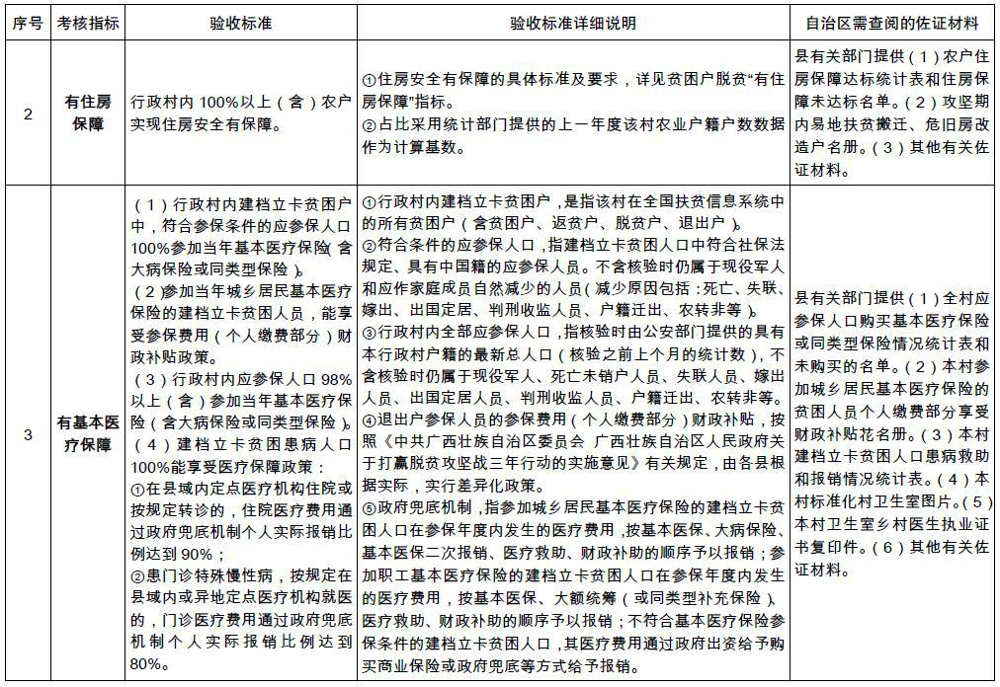 序号
考核指标
验收标准
验收标准详细说明
自治区需查阅的佐证材料
2
有住房
保障
行政村内 100%以上（含）农户
实现住房安全有保障。
①住房安全有保障的具体标准及要求，详见贫困户脱贫“有住
房保障”指标。
②占比采用统计部门提供的上一年度该村农业户籍户数数据
作为计算基数。
县有关部门提供（1）农户住
房保障达标统计表和住房保
障未达标名单。（2）攻坚期
内易地扶贫搬迁、危旧房改
造户名册。（3）其他有关佐
证材料。
3
有基本医
疗保障
（1）行政村内建档立卡贫困户
中，符合参保条件的应参保人口
100%参加当年基本医疗保险（含
大病保险或同类型保险）。
（2）参加当年城乡居民基本医疗
保险的建档立卡贫困人员，能享
受参保费用（个人缴费部分）财
政补贴政策。
（3）行政村内应参保人口 98%
以上（含）参加当年基本医疗保
险（含大病保险或同类型保险）。
（4）建档立卡贫困患病人口
100%能享受医疗保障政策：
①在县域内定点医疗机构住院或
按规定转诊的，住院医疗费用通
过政府兜底机制个人实际报销比
例达到 90%；
②患门诊特殊慢性病，按规定在
县域内或异地定点医疗机构就医
的，门诊医疗费用通过政府兜底
机制个人实际报销比例达到
80%。
①行政村内建档立卡贫困户，是指该村在全国扶贫信息系统中
的所有贫困户（含贫困户、返贫户、脱贫户、退出户）。
②符合条件的应参保人口，指建档立卡贫困人口中符合社保法
规定、具有中国籍的应参保人员。不含核验时仍属于现役军人
和应作家庭成员自然减少的人员（减少原因包括：死亡、失联、
嫁出、出国定居、判刑收监人员、户籍迁出、农转非等）。
③行政村内全部应参保人口，指核验时由公安部门提供的具有
本行政村户籍的最新总人口（核验之前上个月的统计数），不
含核验时仍属于现役军人、死亡未销户人员、失联人员、嫁出
人员、出国定居人员、判刑收监人员、户籍迁出、农转非等。
④退出户参保人员的参保费用（个人缴费部分）财政补贴，按
照《中共广西壮族自治区委员会 广西壮族自治区人民政府关
于打赢脱贫攻坚战三年行动的实施意见》有关规定，由各县根
据实际，实行差异化政策。
⑤政府兜底机制，指参加城乡居民基本医疗保险的建档立卡贫
困人口在参保年度内发生的医疗费用，按基本医保、大病保险、
基本医保二次报销、医疗救助、财政补助的顺序予以报销；参
加职工基本医疗保险的建档立卡贫困人口在参保年度内发生
的医疗费用，按基本医保、大额统筹（或同类型补充保险）、
医疗救助、财政补助的顺序予以报销；不符合基本医疗保险参
保条件的建档立卡贫困人口，其医疗费用通过政府出资给予购
买商业保险或政府兜底等方式给予报销。
县有关部门提供（1）全村应
参保人口购买基本医疗保险
或同类型保险情况统计表和
未购买的名单。（2）本村参
加城乡居民基本医疗保险的
贫困人员个人缴费部分享受
财政补贴花名册。（3）本村
建档立卡贫困人口患病救助
和报销情况统计表。（4）本
村标准化村卫生室图片。（5）
本村卫生室乡村医生执业证
书复印件。（6）其他有关佐
证材料。